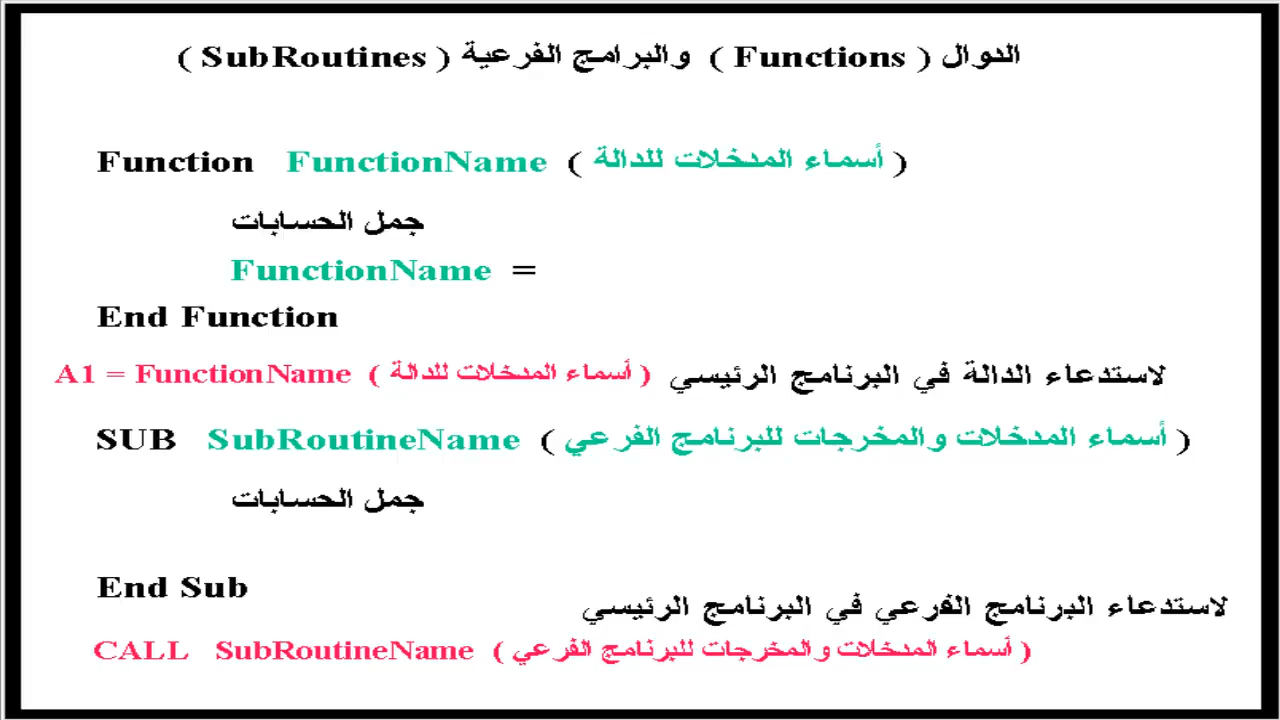 الدوال ( Functions ) والبرامج الفرعية ( SubRoutines )
Function FunctionName ( أسماء المدخلات للدالة )
جمل الحسابات
FunctionName =
End Function
A1 = FunctionName ( أسماء المدخلات للدالة ) لاستدعاء الدالة في البرنامج الرئيسي
SUB SubRoutineName ( أسماء المدخلات والمخرجات للبرنامج الفرعي )
جمل الحسابات
End Sub
لاستدعاء البرنامج الفرعي في البرنامج الرئيسي
CALL SubRoutineName ( أسماء المدخلات والمخرجات للبرنامج الفرعي )